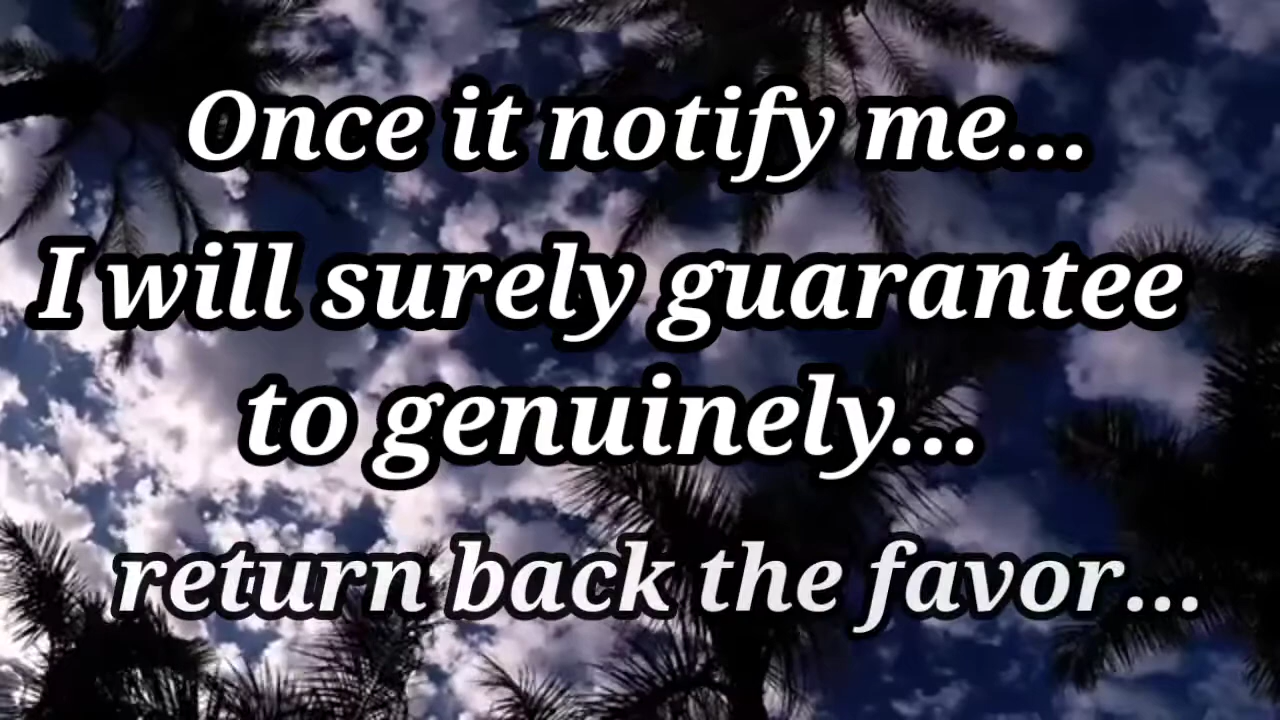 Once it notify me...
I will surely guarantee
to genuinely...
return back the favor...